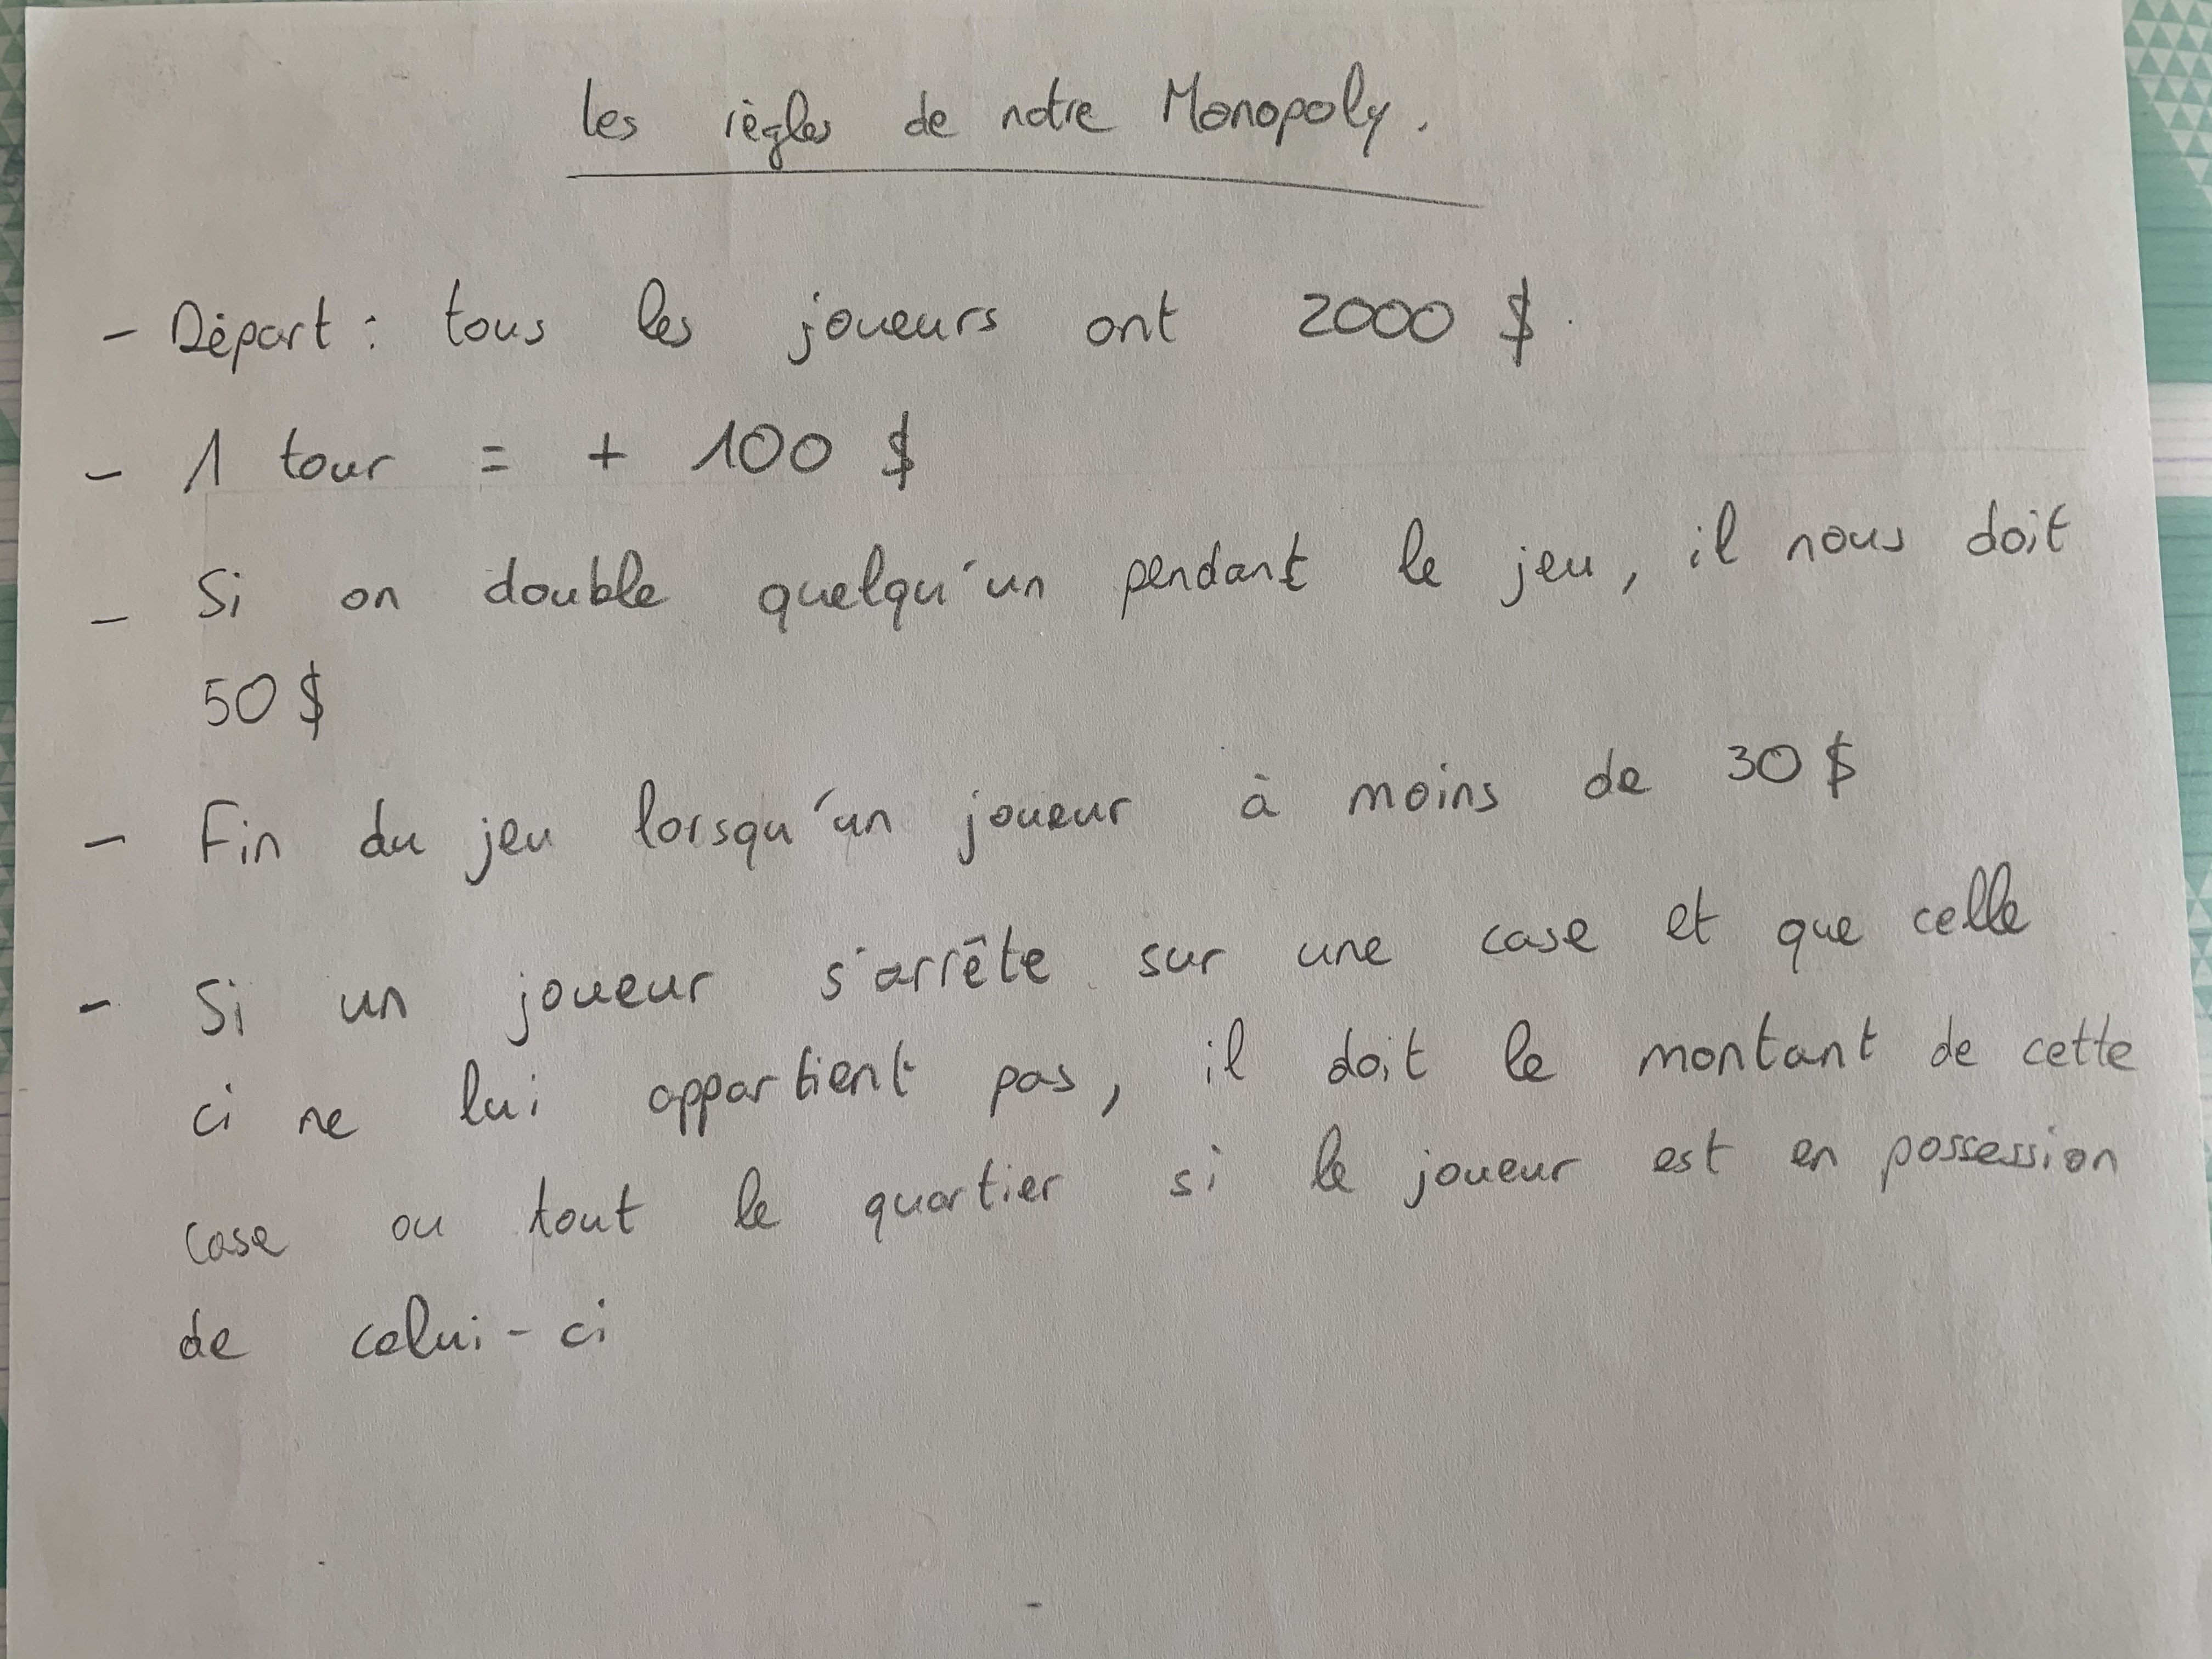 Les règles de notre Monopoly.
- Départ : tous les joueurs ont 2000 $.
- 1 tour = + 100 $
- Si on double quelqu'un pendant le jeu, il nous doit
50 $
- Fin du jeu lorsqu'un joueur à moins de 30 $
- Si un joueur s'arrête sur une case et que celle
ci ne lui appartient pas, il doit le montant de cette
case ou tout le quartier si le joueur est en possession
de celui-ci